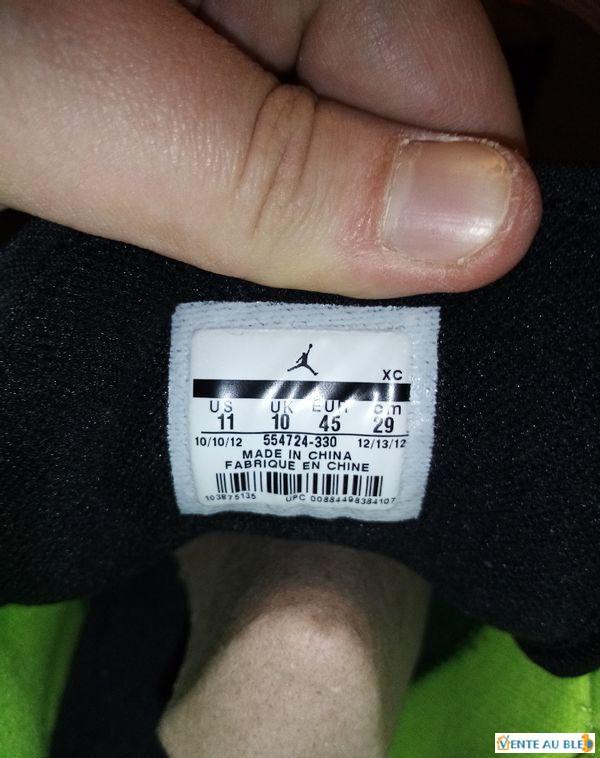 XC
US UK EUR cm
11 10 45 29
10/10/12 554724-330 12/13/12
MADE IN CHINA
FABRIQUE EN CHINE
103875135 UPC 00884498384107
VENTE AU BLED